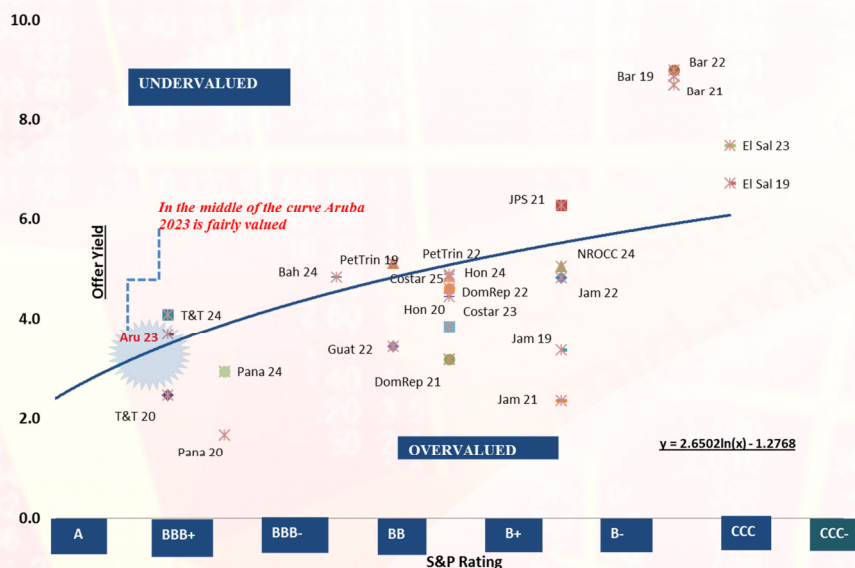 10.0
Bar 22
Bar 19
UNDERVALUED
Bar 21
8.0
El Sal 23
El Sal 19
In the middle of the curve Aruba
2023 is fairly valued
JPS 21
6.0
Offer Yield
PetTrin 22
PetTrin 19
NROCC 24
Bah 24
Hon 24
Costar 25
DomRep 22
Jam 22
Hon 20
Costar 23
4.0
T&T 24
Aru 23
Jam 19
Guat 22
Pana 24
DomRep 21
Jam 21
2.0
T&T 20
Pana 20
OVERVALUED
y = 2.6502ln(x) - 1.2768
0.0
A
BBB+
BBB-
BB
B+
B-
CCC
CCC-
S&P Rating